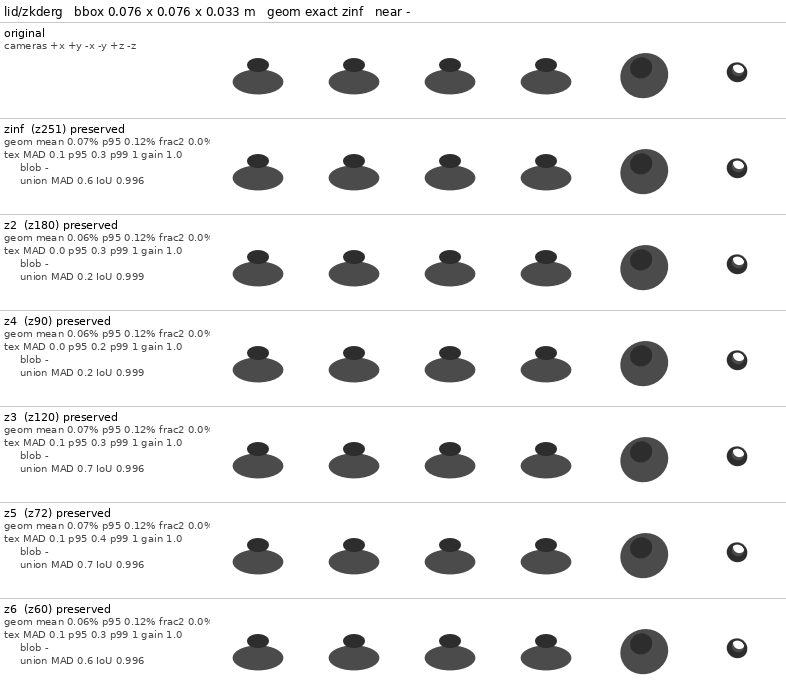 lid/zkderg bbox 0.076 x 0.076 x 0.033 m geom exact zinf near -
original
cameras +x +y -x -y +z -z
zinf (z251) preserved
geom mean 0.07% p95 0.12% frac2 0.0%
tex MAD 0.1 p95 0.3 p99 1 gain 1.0
blob -
union MAD 0.6 IoU 0.996
z2 (z180) preserved
geom mean 0.06% p95 0.12% frac2 0.0%
tex MAD 0.0 p95 0.3 p99 1 gain 1.0
blob -
union MAD 0.2 IoU 0.999
z4 (z90) preserved
geom mean 0.06% p95 0.12% frac2 0.0%
tex MAD 0.0 p95 0.2 p99 1 gain 1.0
blob -
union MAD 0.2 IoU 0.999
z3 (z120) preserved
geom mean 0.07% p95 0.12% frac2 0.0%
tex MAD 0.1 p95 0.3 p99 1 gain 1.0
blob -
union MAD 0.7 IoU 0.996
z5 (z72) preserved
geom mean 0.07% p95 0.12% frac2 0.0%
tex MAD 0.1 p95 0.4 p99 1 gain 1.0
blob -
union MAD 0.7 IoU 0.996
z6 (z60) preserved
geom mean 0.06% p95 0.12% frac2 0.0%
tex MAD 0.1 p95 0.3 p99 1 gain 1.0
blob -
union MAD 0.6 IoU 0.996